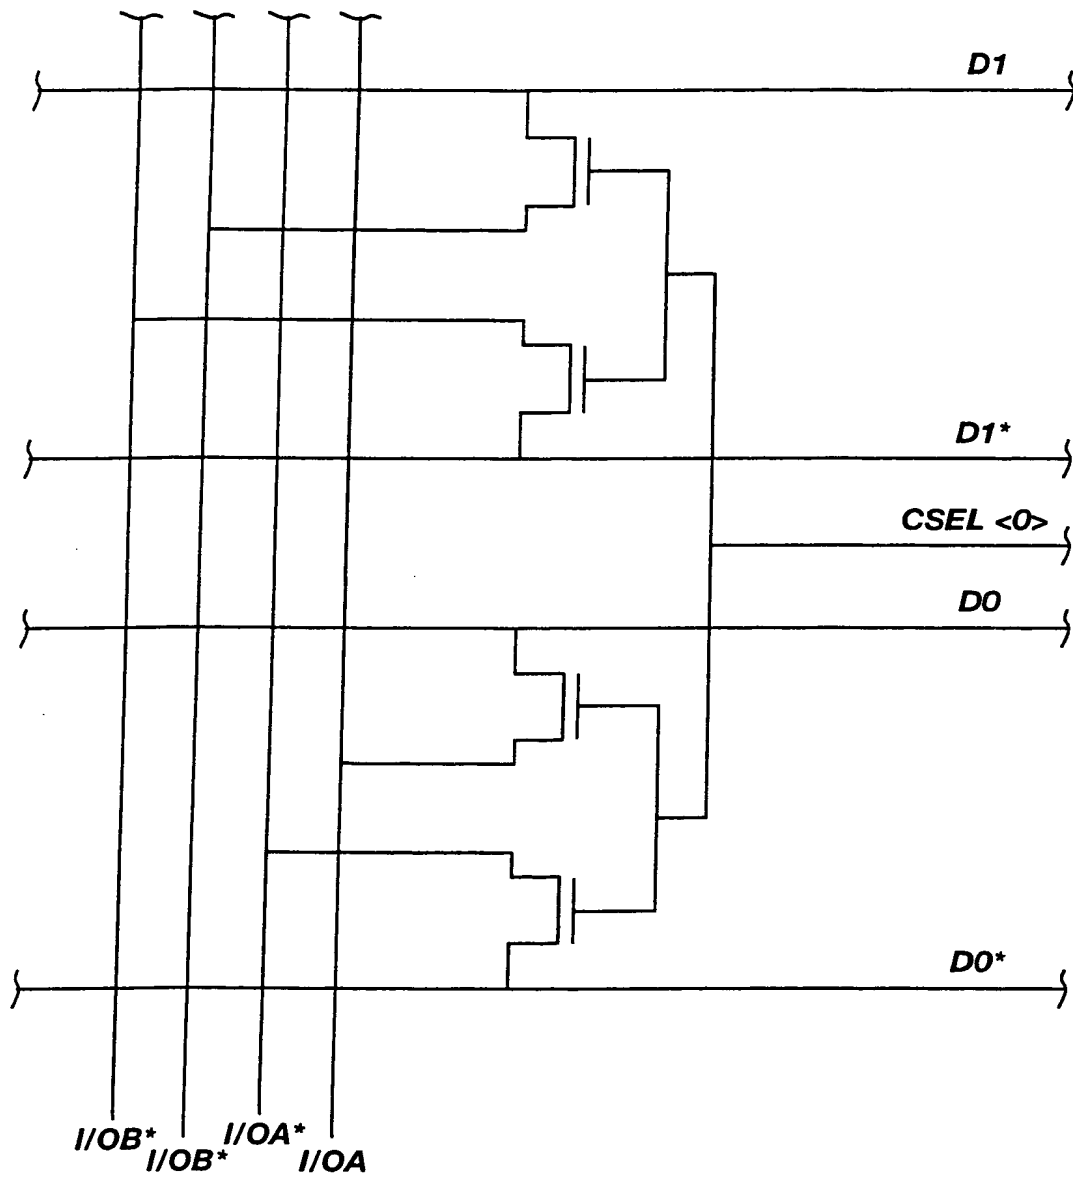 D1
D1*
CSEL <0>
D0
D0*
I/OB*
I/OB*
I/OA*
I/OA